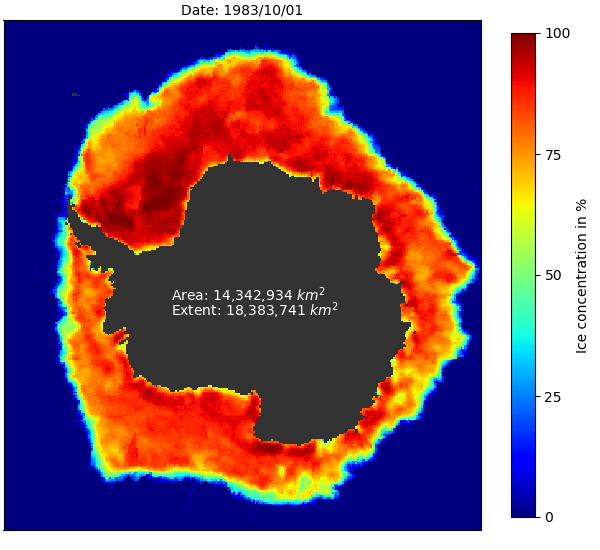 Date: 1983/10/01
Area: 14,342,934 km²
Extent: 18,383,741 km²
100
75
50
25
0
Ice concentration in %